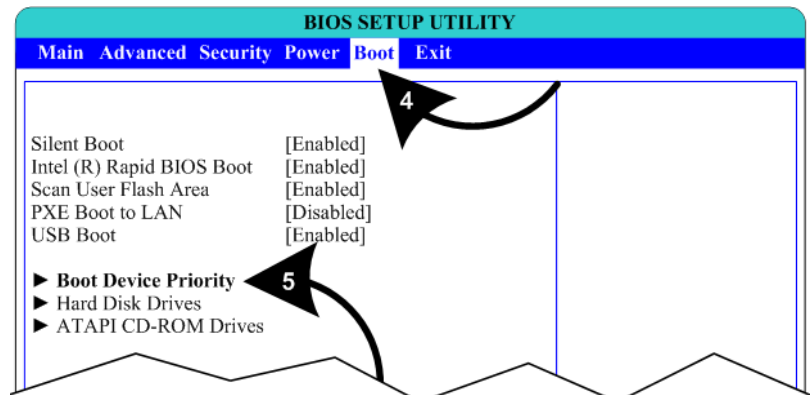 BIOS SETUP UTILITY
Main Advanced Security Power Boot Exit
4
Silent Boot [Enabled]
Intel (R) Rapid BIOS Boot [Enabled]
Scan User Flash Area [Enabled]
PXE Boot to LAN [Disabled]
USB Boot [Enabled]
► Boot Device Priority 5
► Hard Disk Drives
► ATAPI CD-ROM Drives